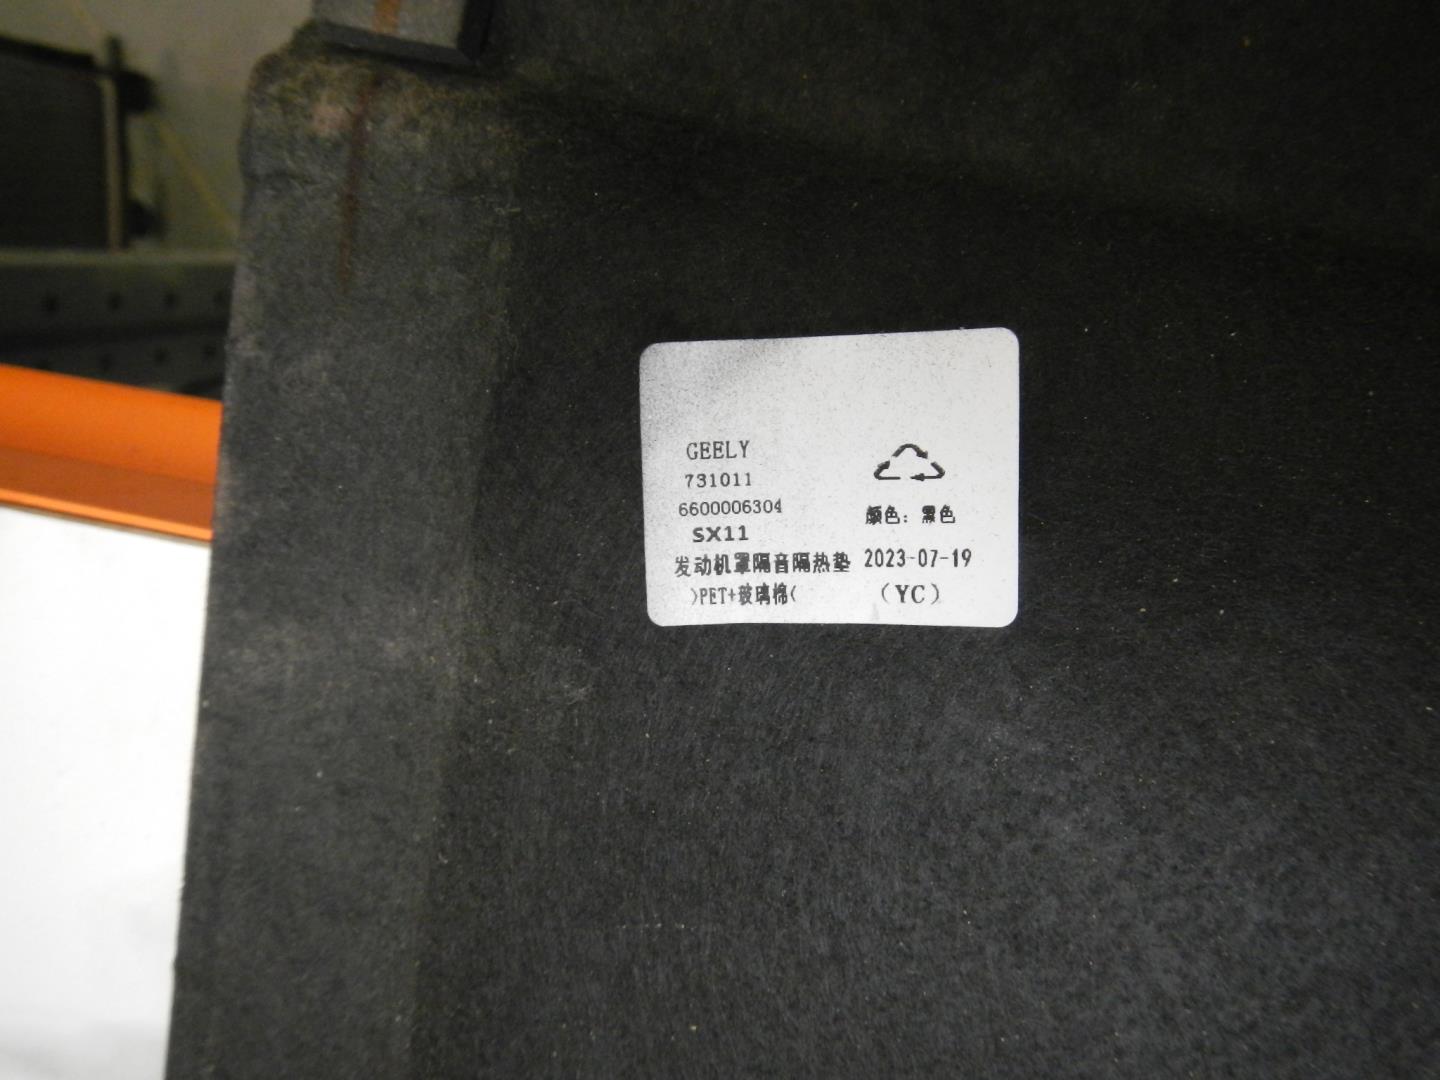 GEELY
731011
6600006304
SX11
颜色：黑色
发动机罩隔音隔热垫 2023-07-19
>PET+玻璃棉< (YC)